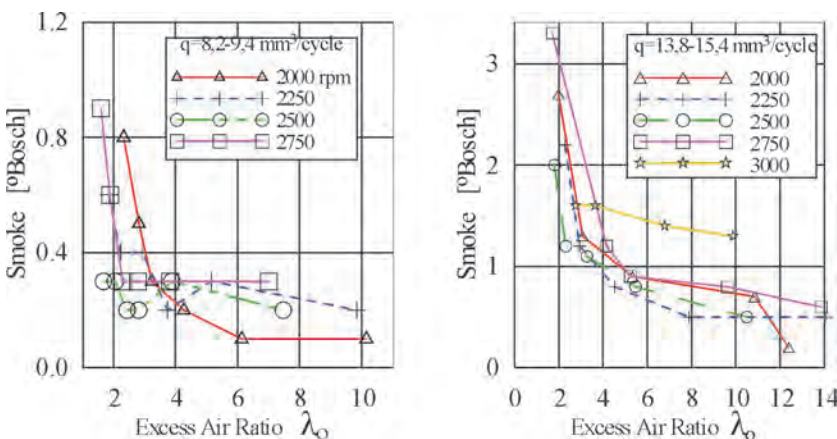 1.2
0.8
0.4
0.0
Smoke [ºBosch]
q=8,2-9,4 mm³/cycle
2000 rpm
2250
2500
2750
2 4 6 8 10
Excess Air Ratio λₒ
3
2
1
0
Smoke [ºBosch]
q=13,8-15,4 mm³/cycle
2000
2250
2500
2750
3000
0 2 4 6 8 10 12 14
Excess Air Ratio λₒ